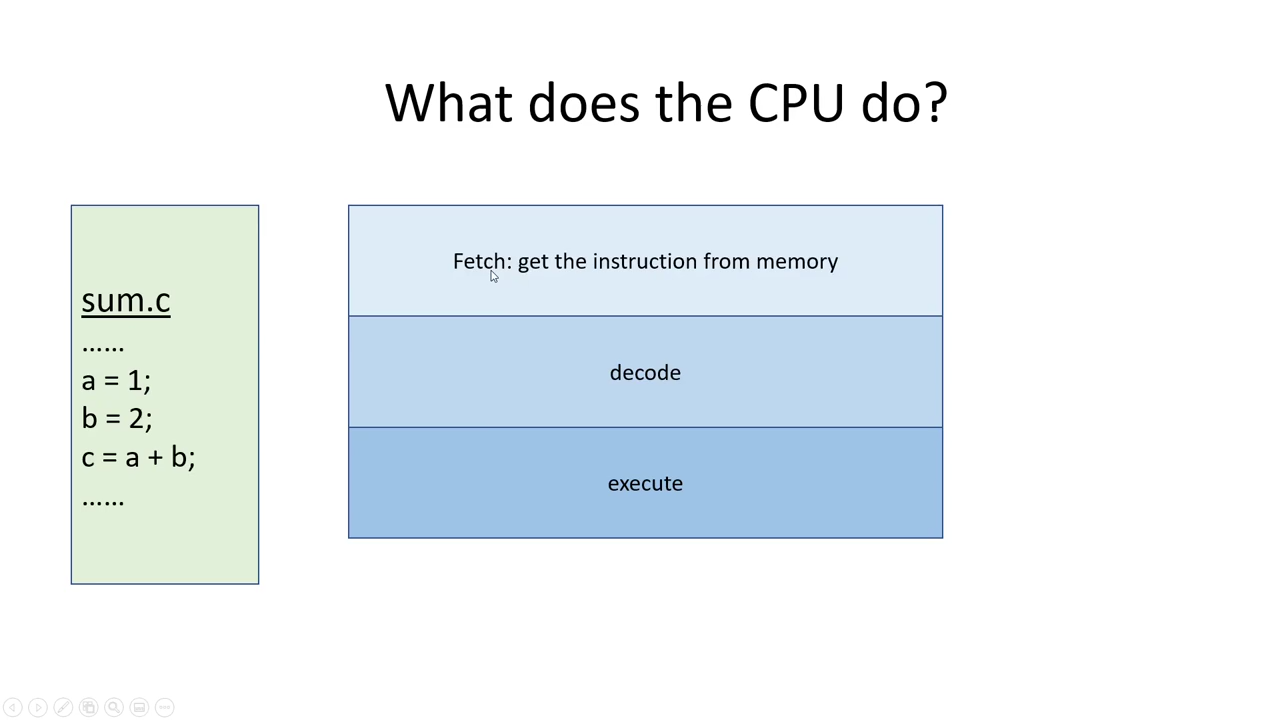 What does the CPU do?
sum.c
......
a = 1;
b = 2;
c = a + b;
......
Fetch: get the instruction from memory
decode
execute